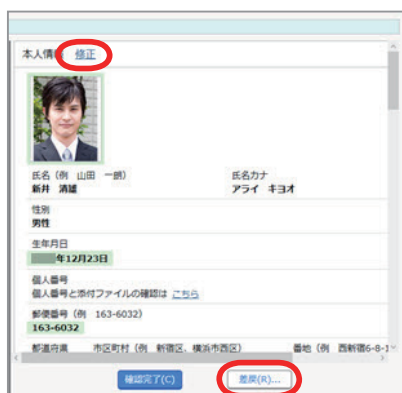 本人情 修正
氏名 (例 山田 一朗) 氏名カナ
新井 清雄 アライ キヨオ
性別
男性
生年月日
年12月23日
個人番号
個人番号と添付ファイルの確認は こちら
郵便番号 (例 163-6032)
163-6032
都道府県 市区町村 (例 新宿区、横浜市西区) 番地 (例 西新宿6-8-1
確認完了(C) 差戻(R)...